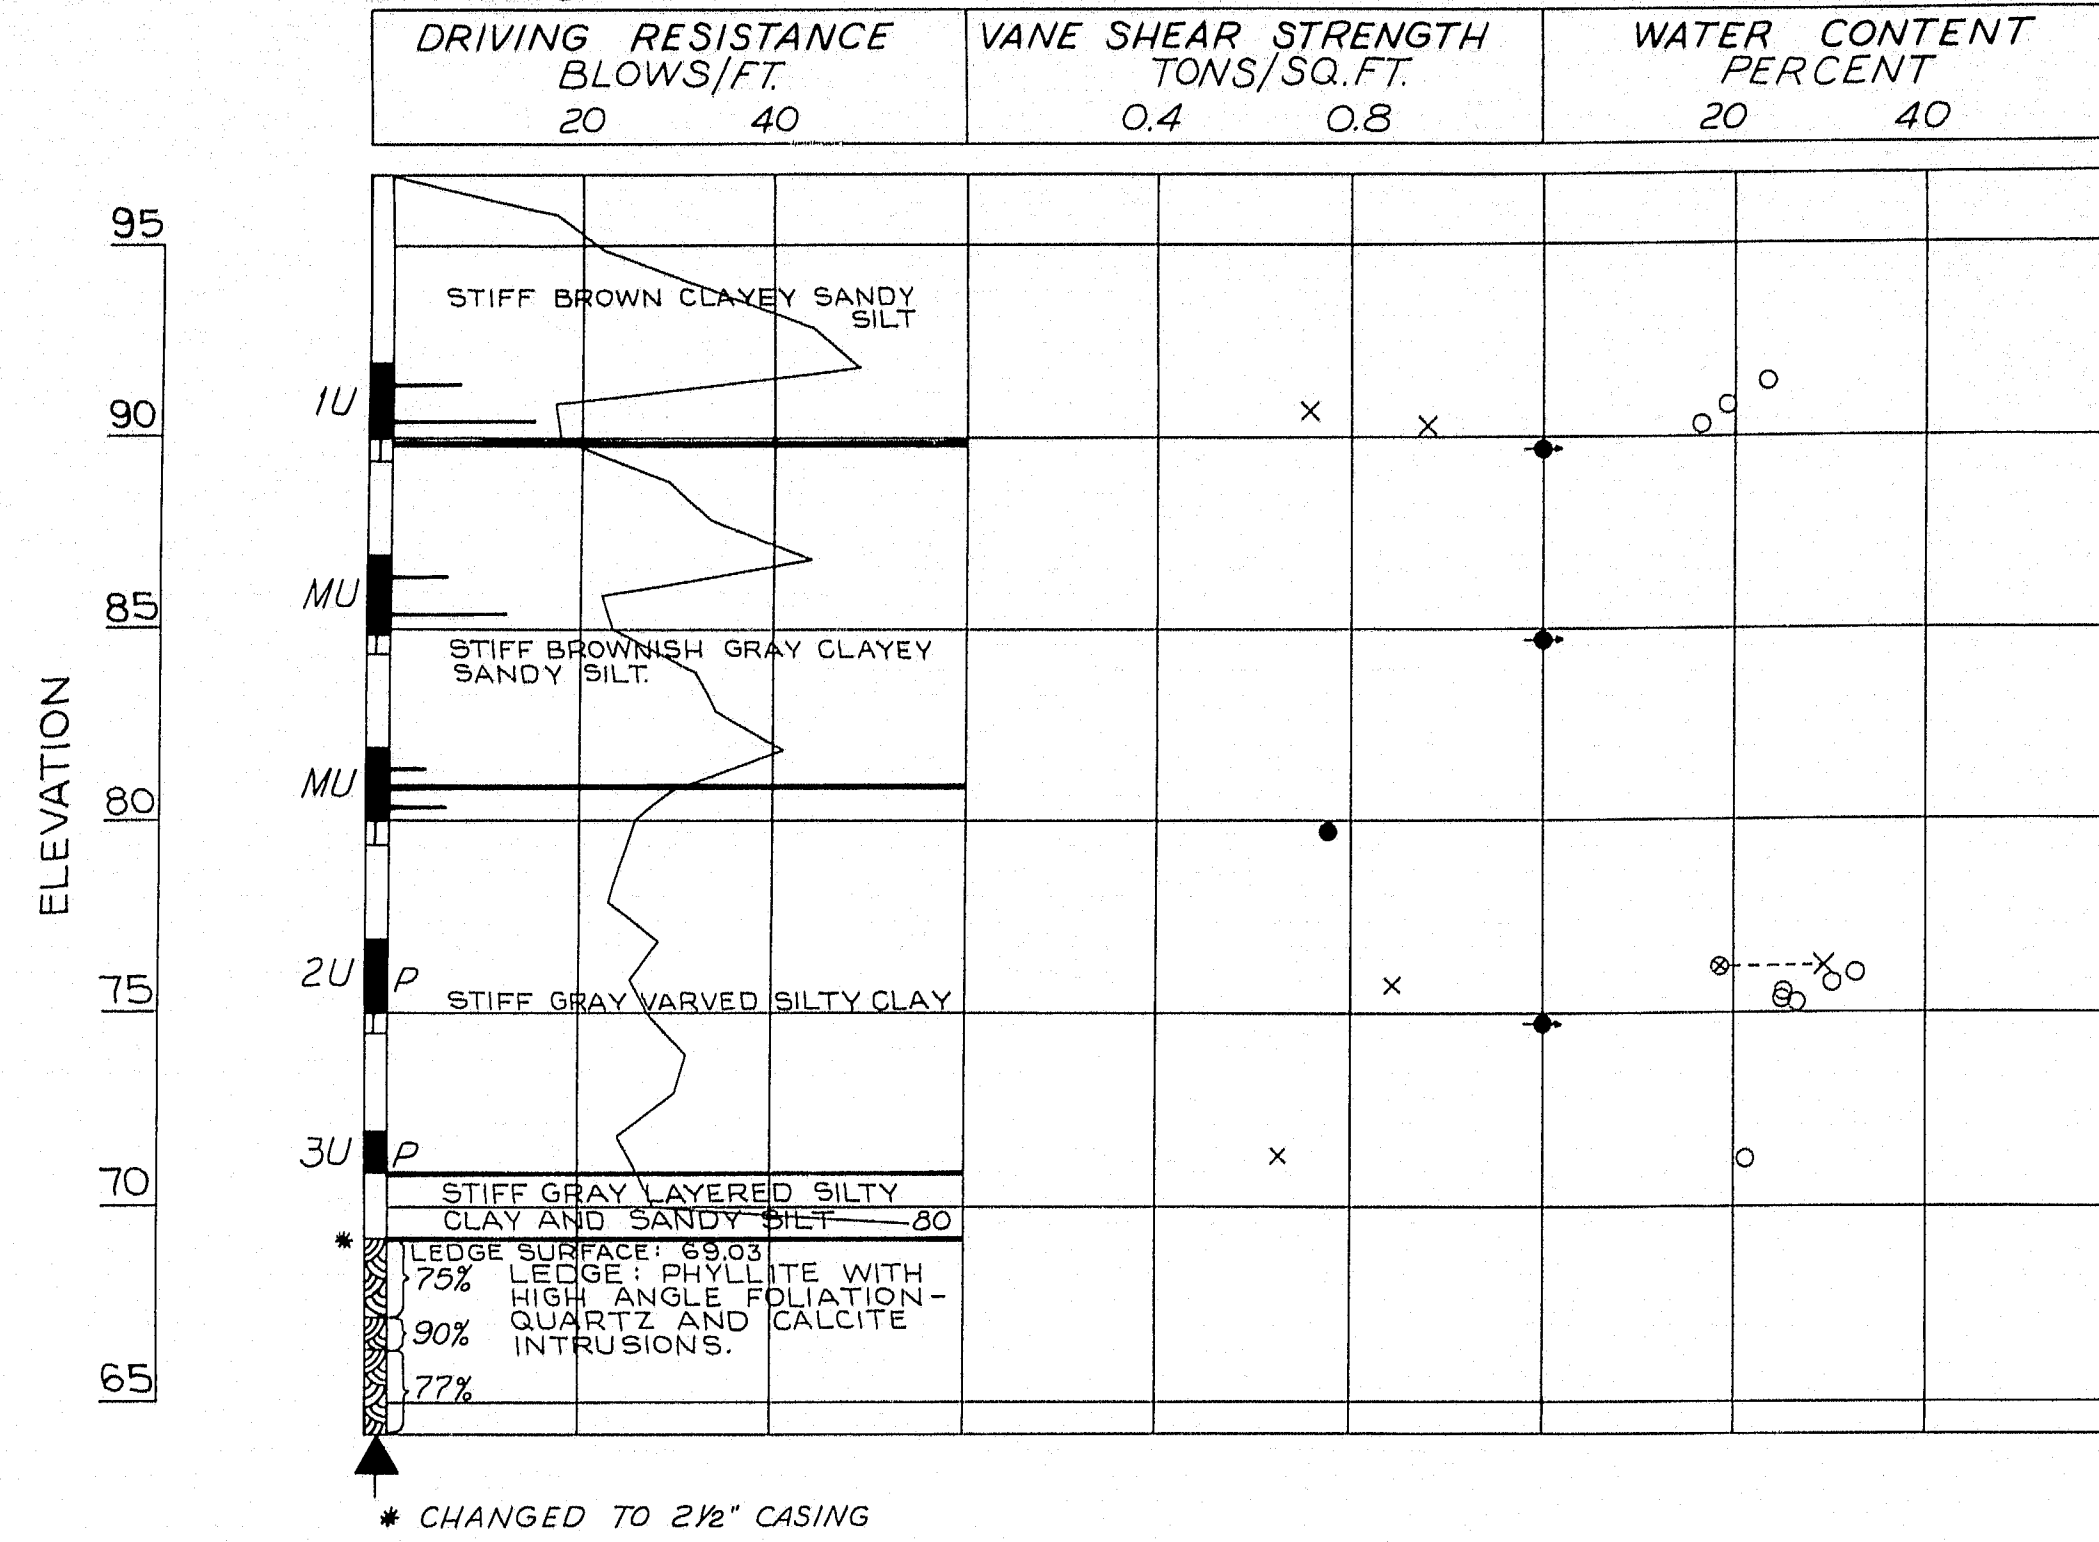 DRIVING RESISTANCE
BLOWS/FT.
20 40
VANE SHEAR STRENGTH
TONS/SQ.FT.
0.4 0.8
WATER CONTENT
PERCENT
20 40
ELEVATION
95
90
85
80
75
70
65
STIFF BROWN CLAYEY SANDY
SILT
1U
MU
STIFF BROWNISH GRAY CLAYEY
SANDY SILT.
MU
2U P
STIFF GRAY VARVED SILTY CLAY
3U P
STIFF GRAY LAYERED SILTY
CLAY AND SANDY SILT 80
*
LEDGE SURFACE: 69.03
75% LEDGE: PHYLLITE WITH
HIGH ANGLE FOLIATION-
90% QUARTZ AND CALCITE
INTRUSIONS.
77%
* CHANGED TO 2½" CASING